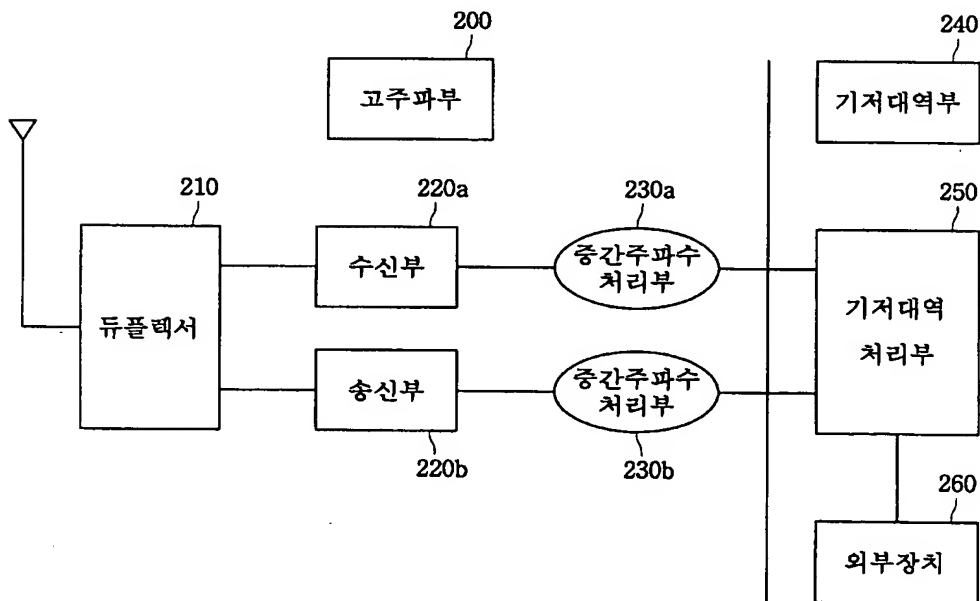 200
240
고주파부
기저대역부
210
220a
230a
250
수신부
중간주파수
처리부
듀플렉서
기저대역
처리부
송신부
중간주파수
처리부
220b
230b
260
외부장치